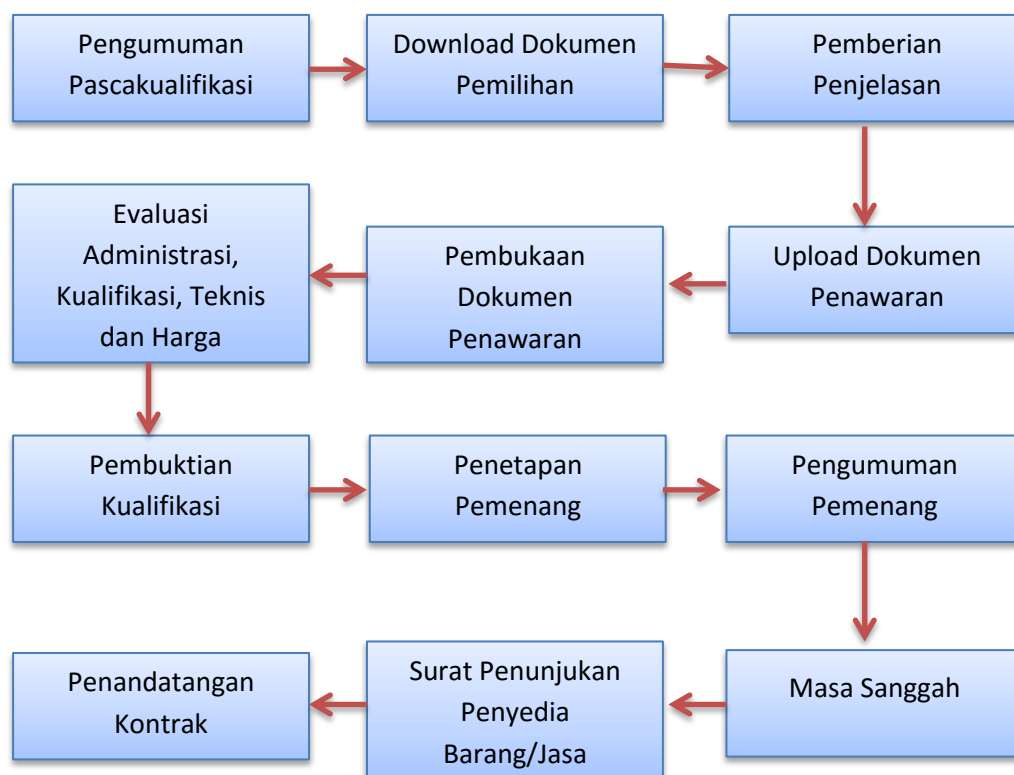 Pengumuman
Pascakualifikasi
Download Dokumen
Pemilihan
Pemberian
Penjelasan
Upload Dokumen
Penawaran
Pembukaan
Dokumen
Penawaran
Evaluasi
Administrasi,
Kualifikasi, Teknis
dan Harga
Pembuktian
Kualifikasi
Penetapan
Pemenang
Pengumuman
Pemenang
Masa Sanggah
Surat Penunjukan
Penyedia
Barang/Jasa
Penandatangan
Kontrak